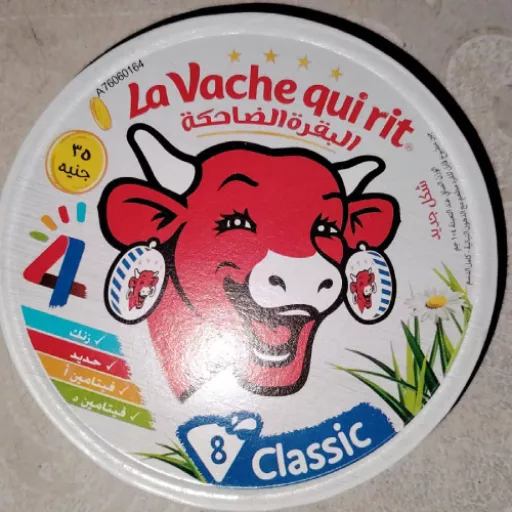 A76060164
La Vache qui rit
البقرة الضاحكة
٣٥
جنيه
شكل جديد
4
زنك ✓
حديد ✓
فيتامين أ ✓
فيتامين د ✓
8
Classic